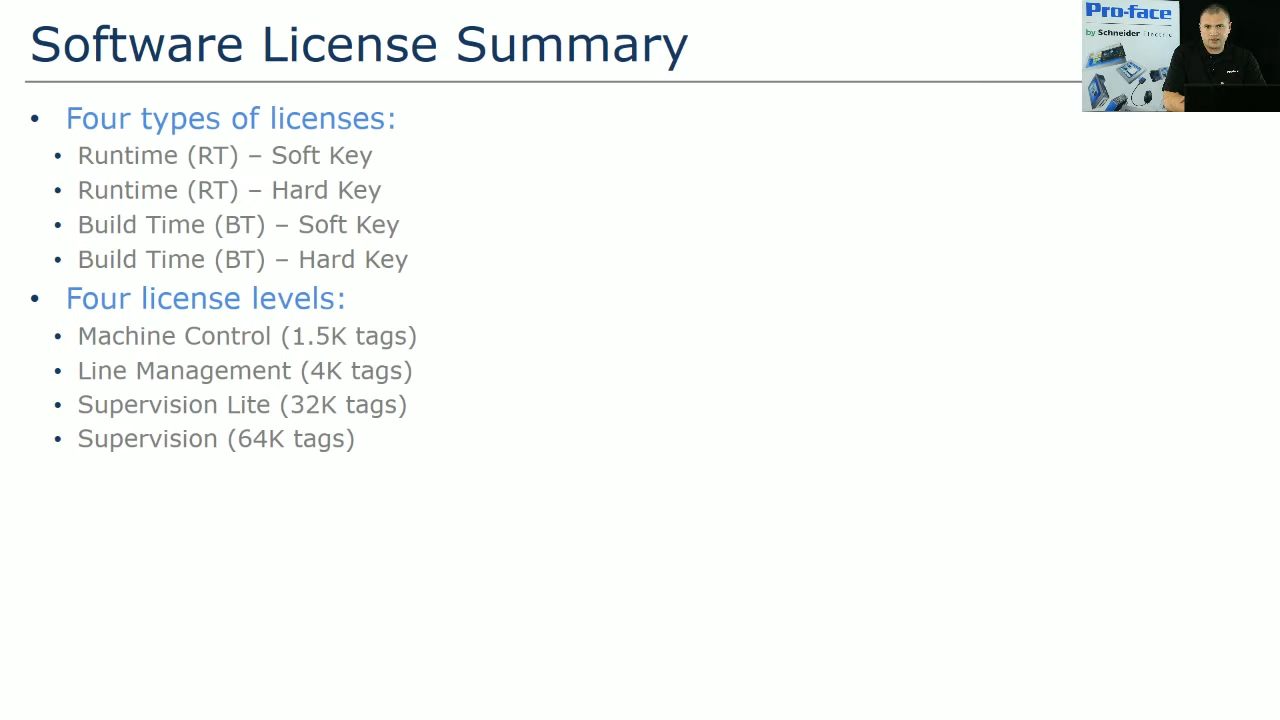 Software License Summary
Pro-face
by Schneider Electric
• Four types of licenses:
• Runtime (RT) – Soft Key
• Runtime (RT) – Hard Key
• Build Time (BT) – Soft Key
• Build Time (BT) – Hard Key
• Four license levels:
• Machine Control (1.5K tags)
• Line Management (4K tags)
• Supervision Lite (32K tags)
• Supervision (64K tags)